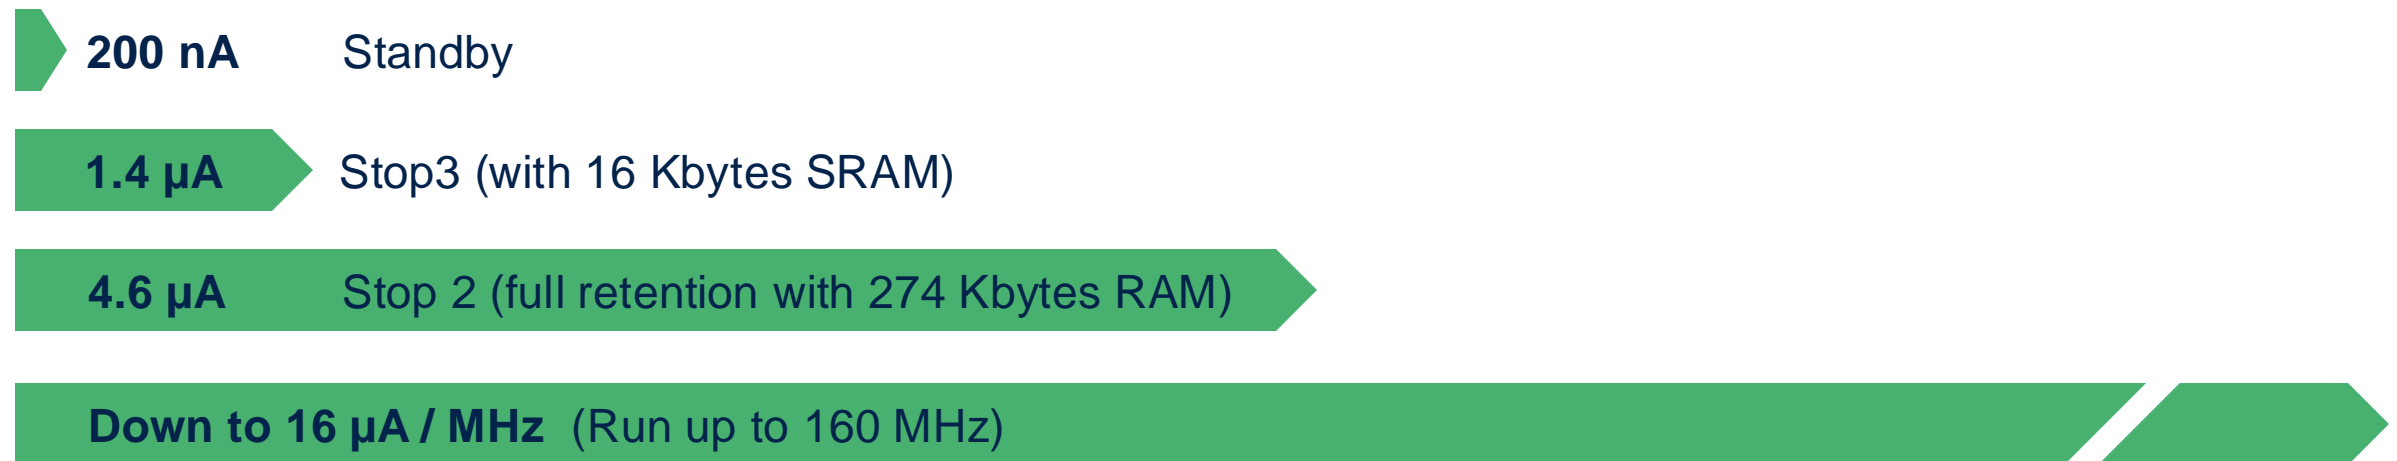 200 nA Standby
1.4 µA Stop3 (with 16 Kbytes SRAM)
4.6 µA Stop 2 (full retention with 274 Kbytes RAM)
Down to 16 µA / MHz (Run up to 160 MHz)